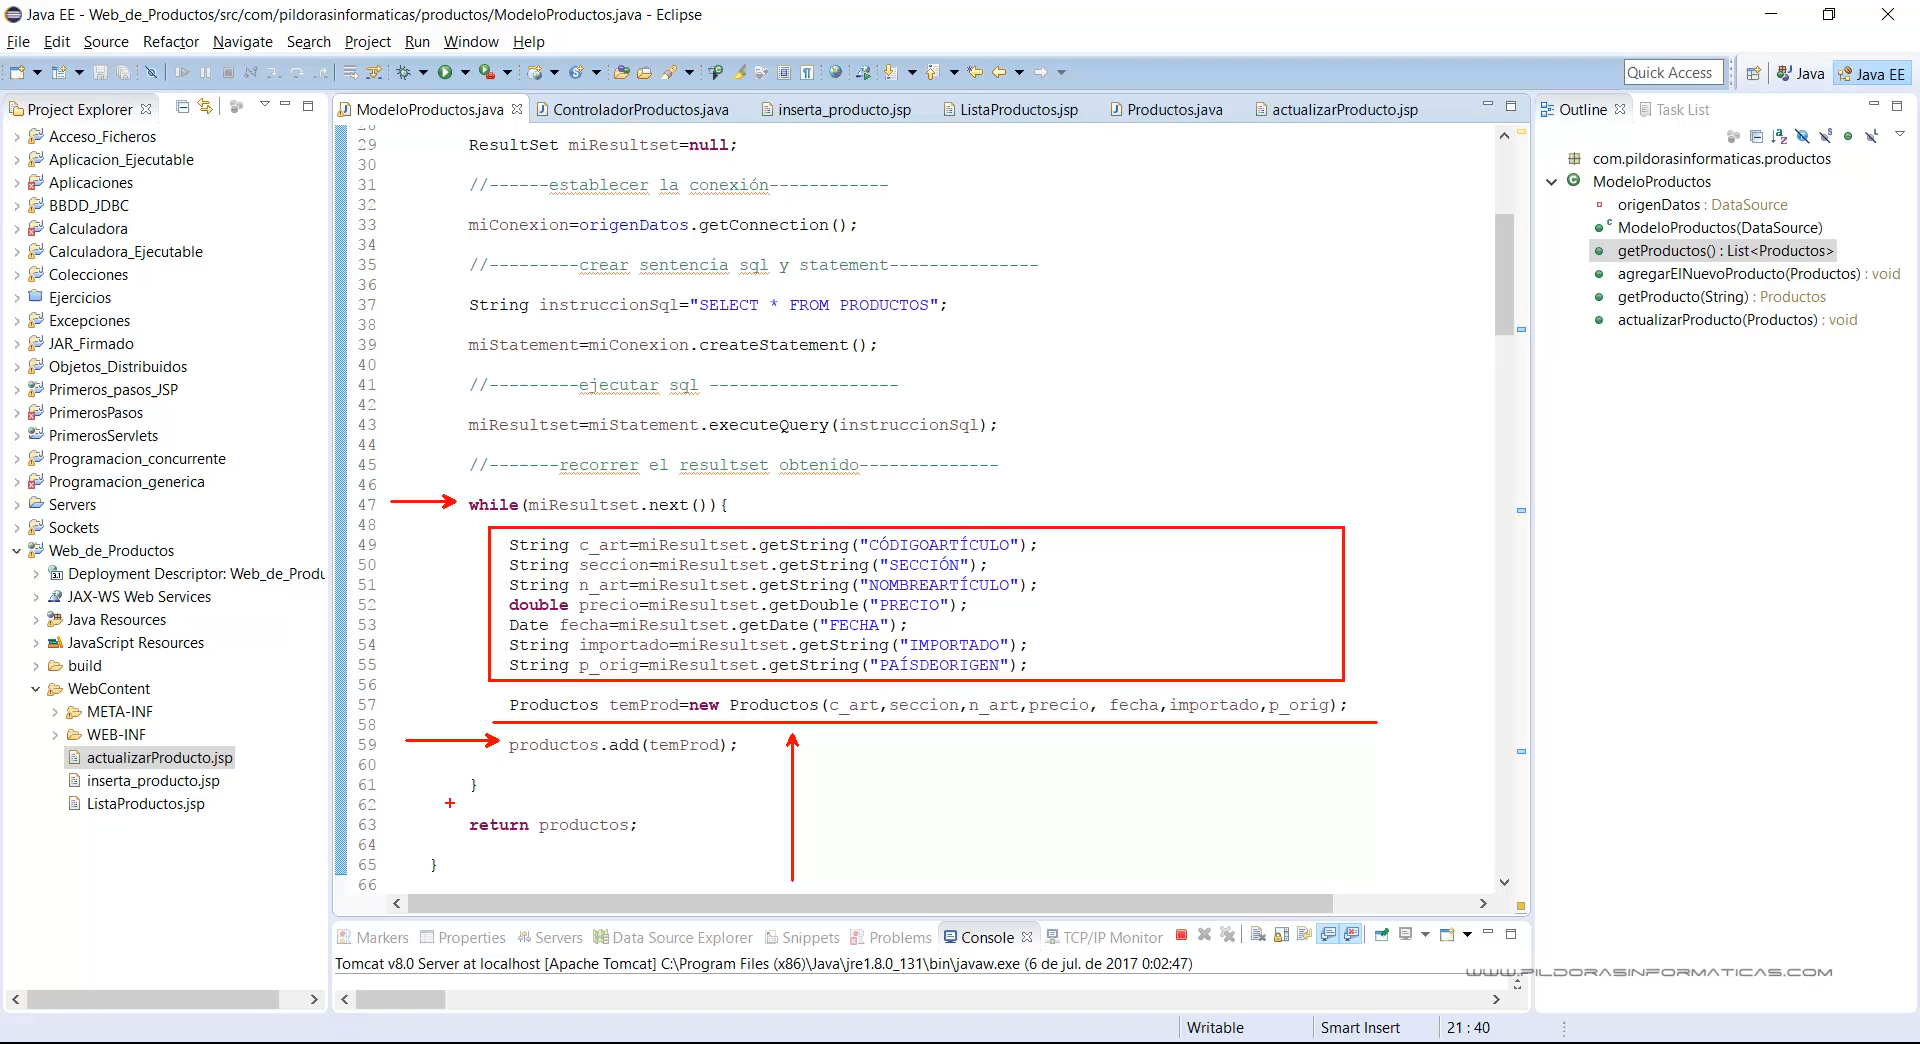 Java EE - Web_de_Productos/src/com/pildorasinformaticas/productos/ModeloProductos.java - Eclipse
File Edit Source Refactor Navigate Search Project Run Window Help
Quick Access Java Java EE
Project Explorer
Acceso_Ficheros
Aplicacion_Ejecutable
Aplicaciones
BBDD_JDBC
Calculadora
Calculadora_Ejecutable
Colecciones
Ejercicios
Excepciones
JAR_Firmado
Objetos_Distribuidos
Primeros_pasos_JSP
PrimerosPasos
PrimerosServlets
Programacion_concurrente
Programacion_generica
Servers
Sockets
Web_de_Productos
Deployment Descriptor: Web_de_Produ
JAX-WS Web Services
Java Resources
JavaScript Resources
build
WebContent
META-INF
WEB-INF
actualizarProducto.jsp
inserta_producto.jsp
ListaProductos.jsp
ModeloProductos.java ControladorProductos.java inserta_producto.jsp ListaProductos.jsp Productos.java actualizarProducto.jsp
29 ResultSet miResultset=null;
30
31 //------establecer la conexión------------
32
33 miConexion=origenDatos.getConnection();
34
35 //---------crear sentencia sql y statement---------------
36
37 String instruccionSql="SELECT * FROM PRODUCTOS";
38
39 miStatement=miConexion.createStatement();
40
41 //---------ejecutar sql -------------------
42
43 miResultset=miStatement.executeQuery(instruccionSql);
44
45 //-------recorrer el resultset obtenido--------------
46
47 while(miResultset.next()){
48
49 String c_art=miResultset.getString("CÓDIGOARTÍCULO");
50 String seccion=miResultset.getString("SECCIÓN");
51 String n_art=miResultset.getString("NOMBREARTÍCULO");
52 double precio=miResultset.getDouble("PRECIO");
53 Date fecha=miResultset.getDate("FECHA");
54 String importado=miResultset.getString("IMPORTADO");
55 String p_orig=miResultset.getString("PAÍSDEORIGEN");
56
57 Productos temProd=new Productos(c_art,seccion,n_art,precio, fecha,importado,p_orig);
58
59 productos.add(temProd);
60
61 }
62
63 return productos;
64
65 }
66
Outline Task List
com.pildorasinformaticas.productos
ModeloProductos
origenDatos : DataSource
ModeloProductos(DataSource)
getProductos() : List<Productos>
agregarElNuevoProducto(Productos) : void
getProducto(String) : Productos
actualizarProducto(Productos) : void
Markers Properties Servers Data Source Explorer Snippets Problems Console TCP/IP Monitor
Tomcat v8.0 Server at localhost [Apache Tomcat] C:\Program Files (x86)\Java\jre1.8.0_131\bin\javaw.exe (6 de jul. de 2017 0:02:47)
WWW.PILDORASINFORMATICAS.COM
Writable Smart Insert 21 : 40